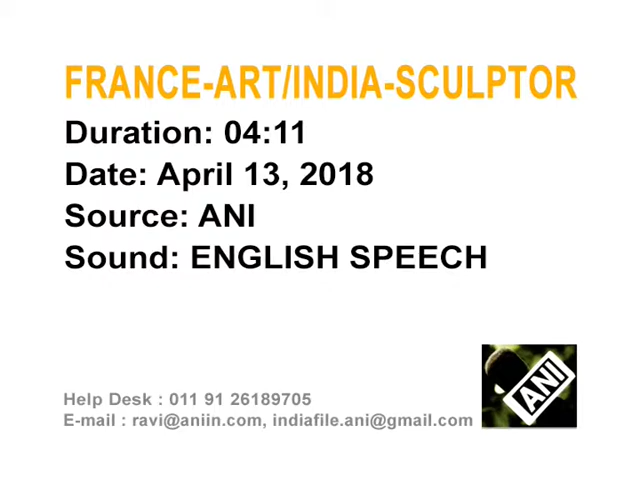 FRANCE-ART/INDIA-SCULPTOR
Duration: 04:11
Date: April 13, 2018
Source: ANI
Sound: ENGLISH SPEECH
Help Desk : 011 91 26189705
E-mail : ravi@aniin.com, indiafile.ani@gmail.com
ANI